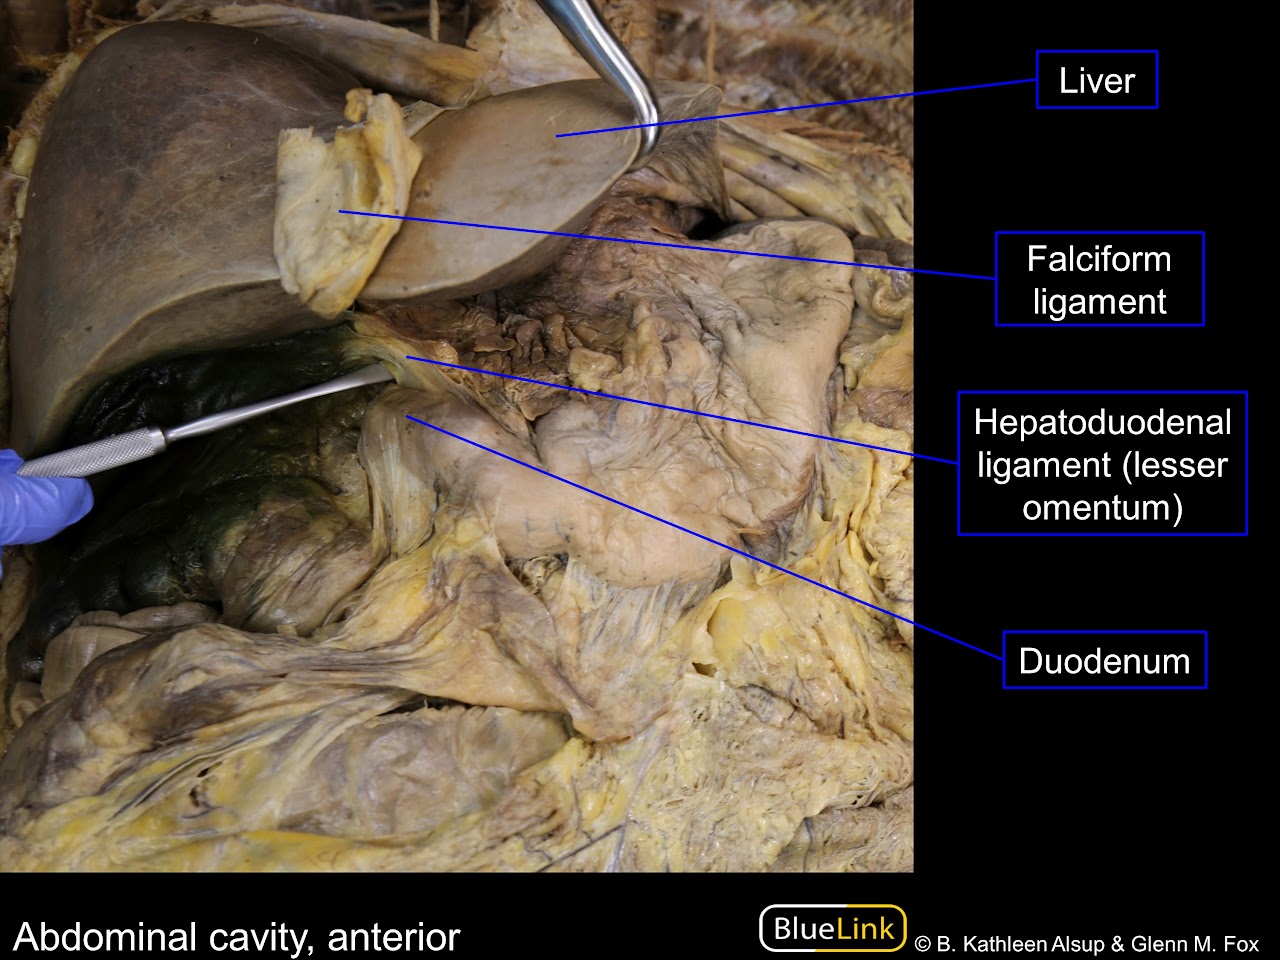 Liver
Falciform
ligament
Hepatoduodenal
ligament (lesser
omentum)
Duodenum
Abdominal cavity, anterior
BlueLink
© B. Kathleen Alsup & Glenn M. Fox